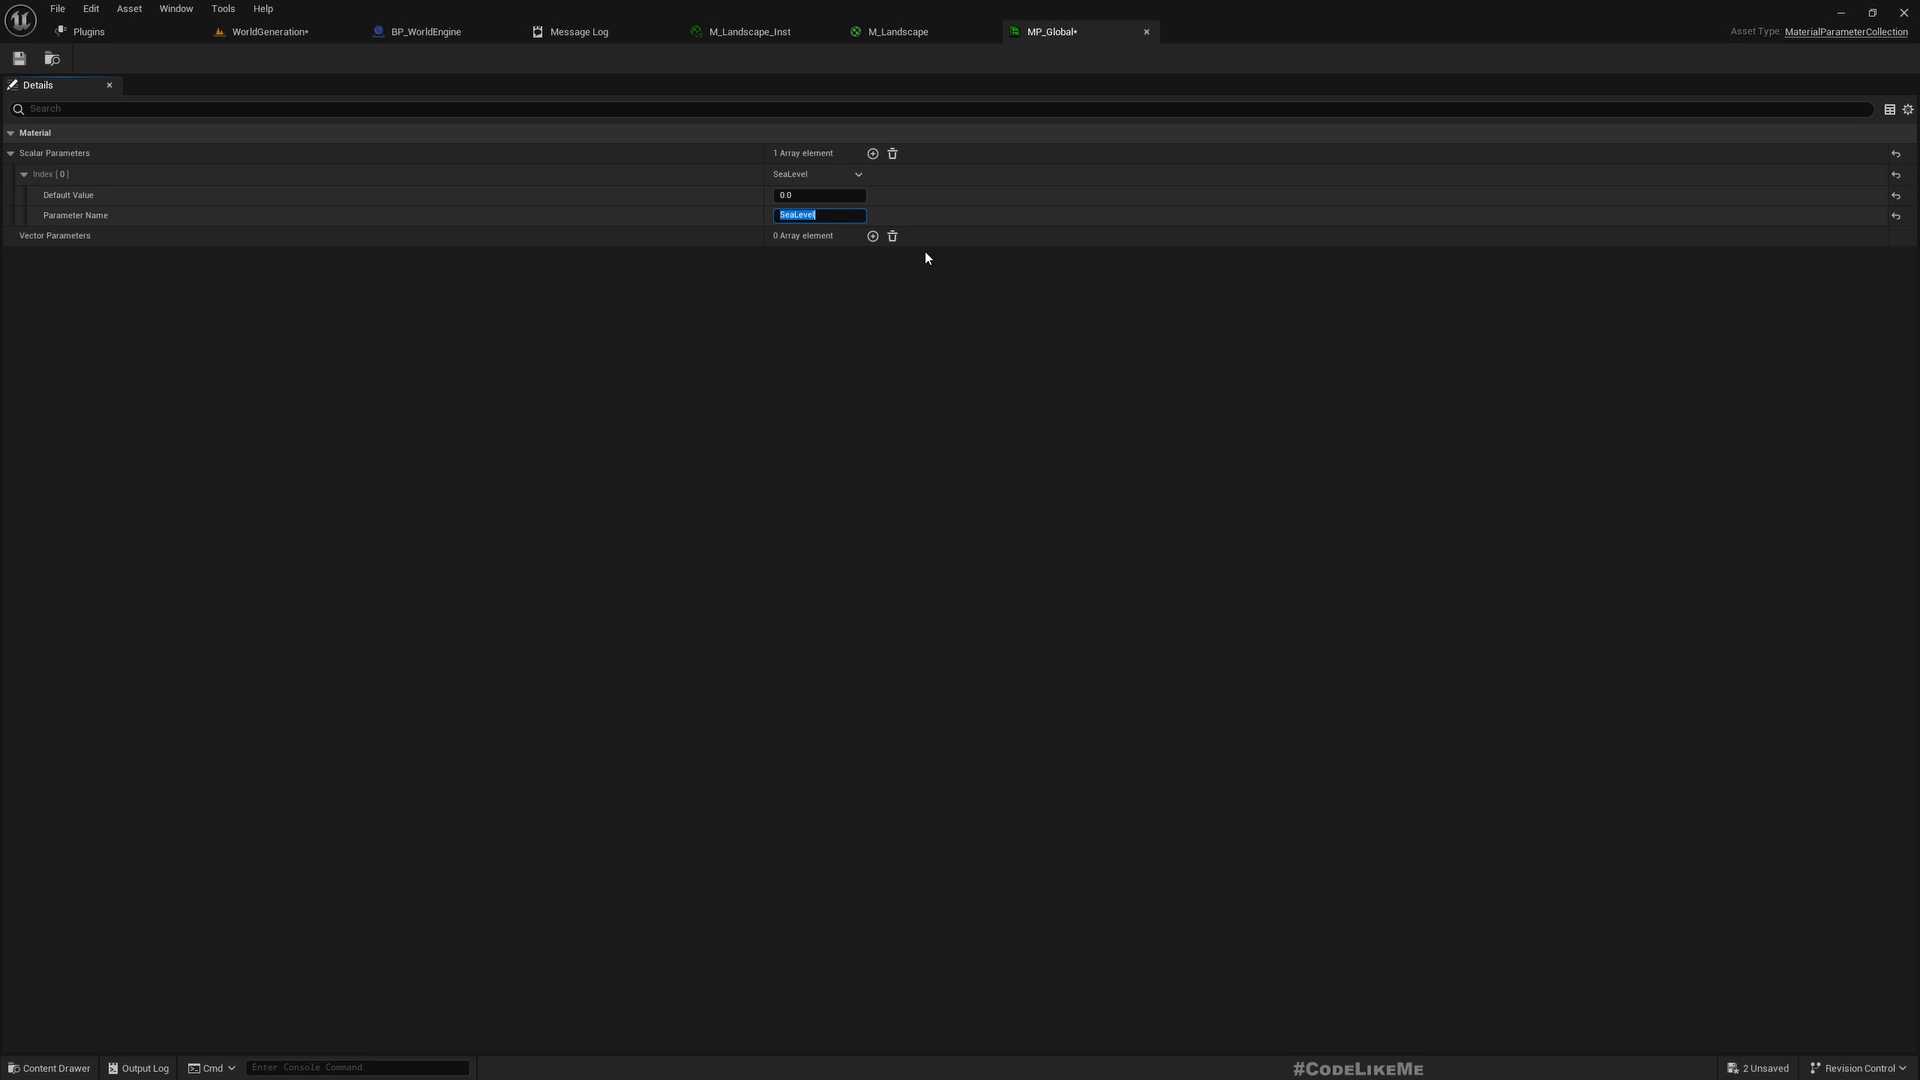 File Edit Asset Window Tools Help
Plugins WorldGeneration* BP_WorldEngine Message Log M_Landscape_Inst M_Landscape MP_Global* Asset Type: MaterialParameterCollection
Details
Search
Material
Scalar Parameters 1 Array element
Index [ 0 ] SeaLevel
Default Value 0.0
Parameter Name SeaLevel
Vector Parameters 0 Array element
Content Drawer Output Log Cmd Enter Console Command #CodeLikeMe 2 Unsaved Revision Control